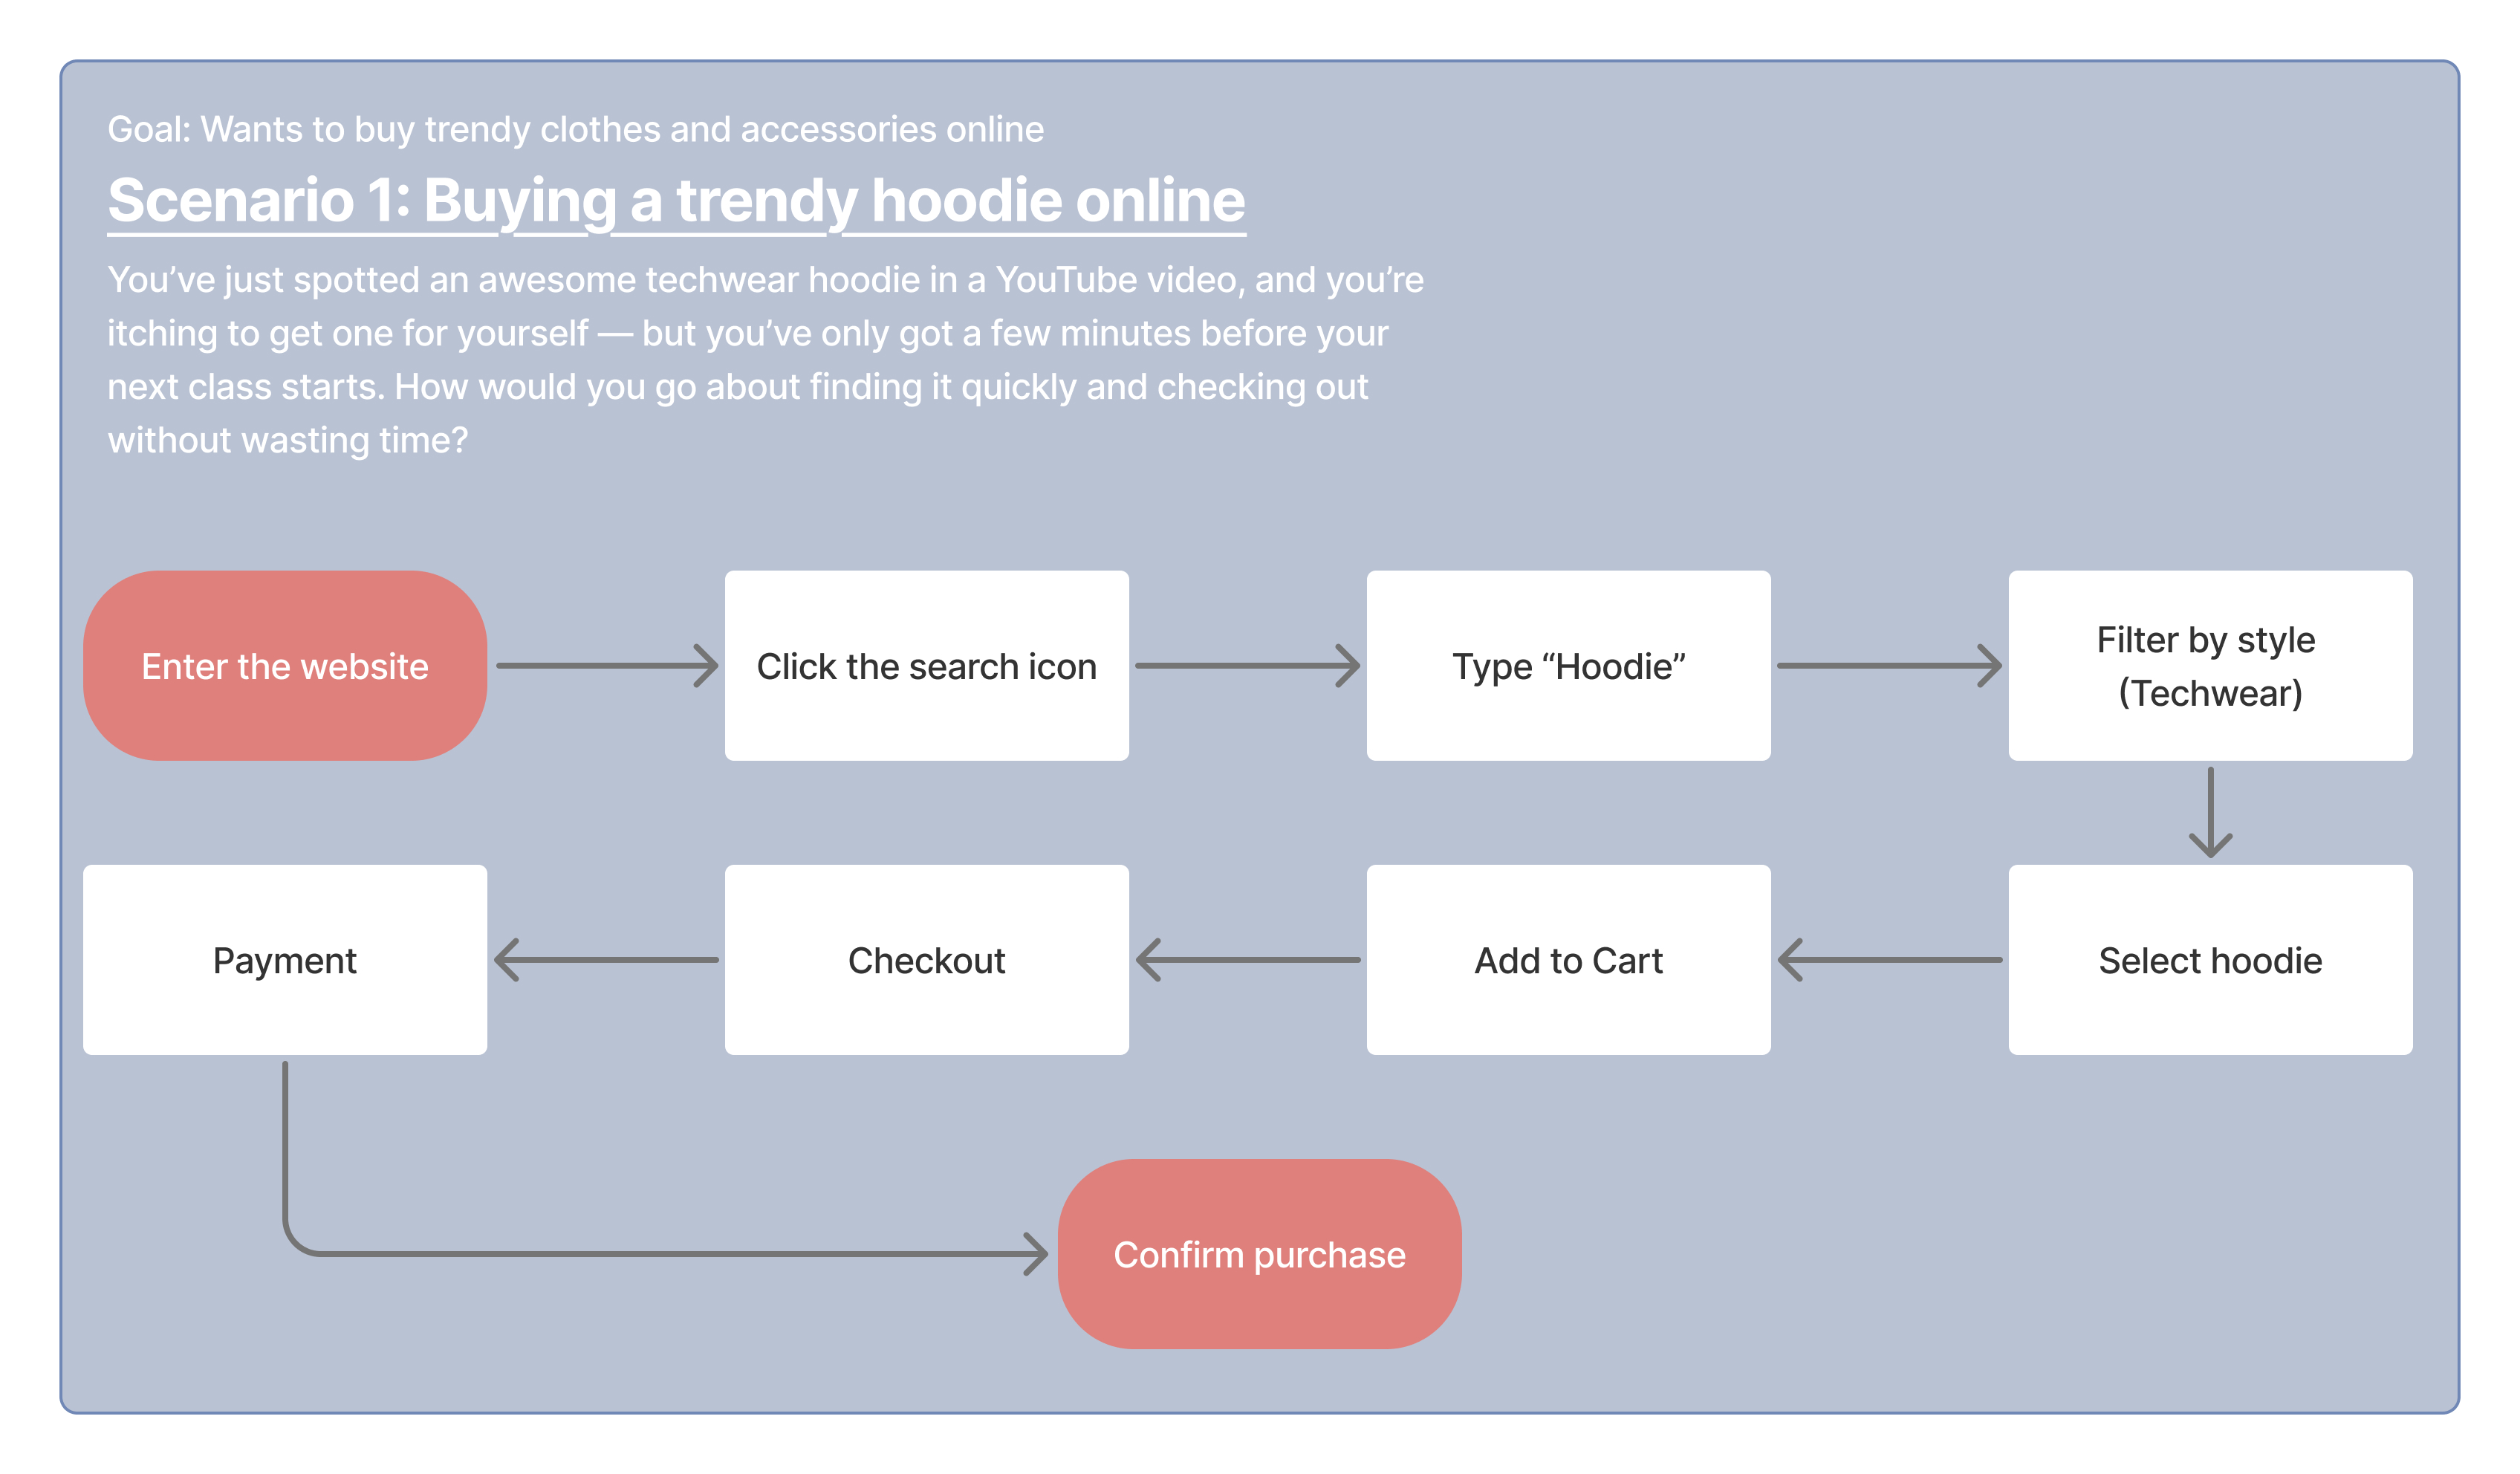 Goal: Wants to buy trendy clothes and accessories online
Scenario 1: Buying a trendy hoodie online
You’ve just spotted an awesome techwear hoodie in a YouTube video, and you’re
itching to get one for yourself — but you’ve only got a few minutes before your
next class starts. How would you go about finding it quickly and checking out
without wasting time?
Enter the website
Click the search icon
Type “Hoodie”
Filter by style
(Techwear)
Select hoodie
Add to Cart
Checkout
Payment
Confirm purchase